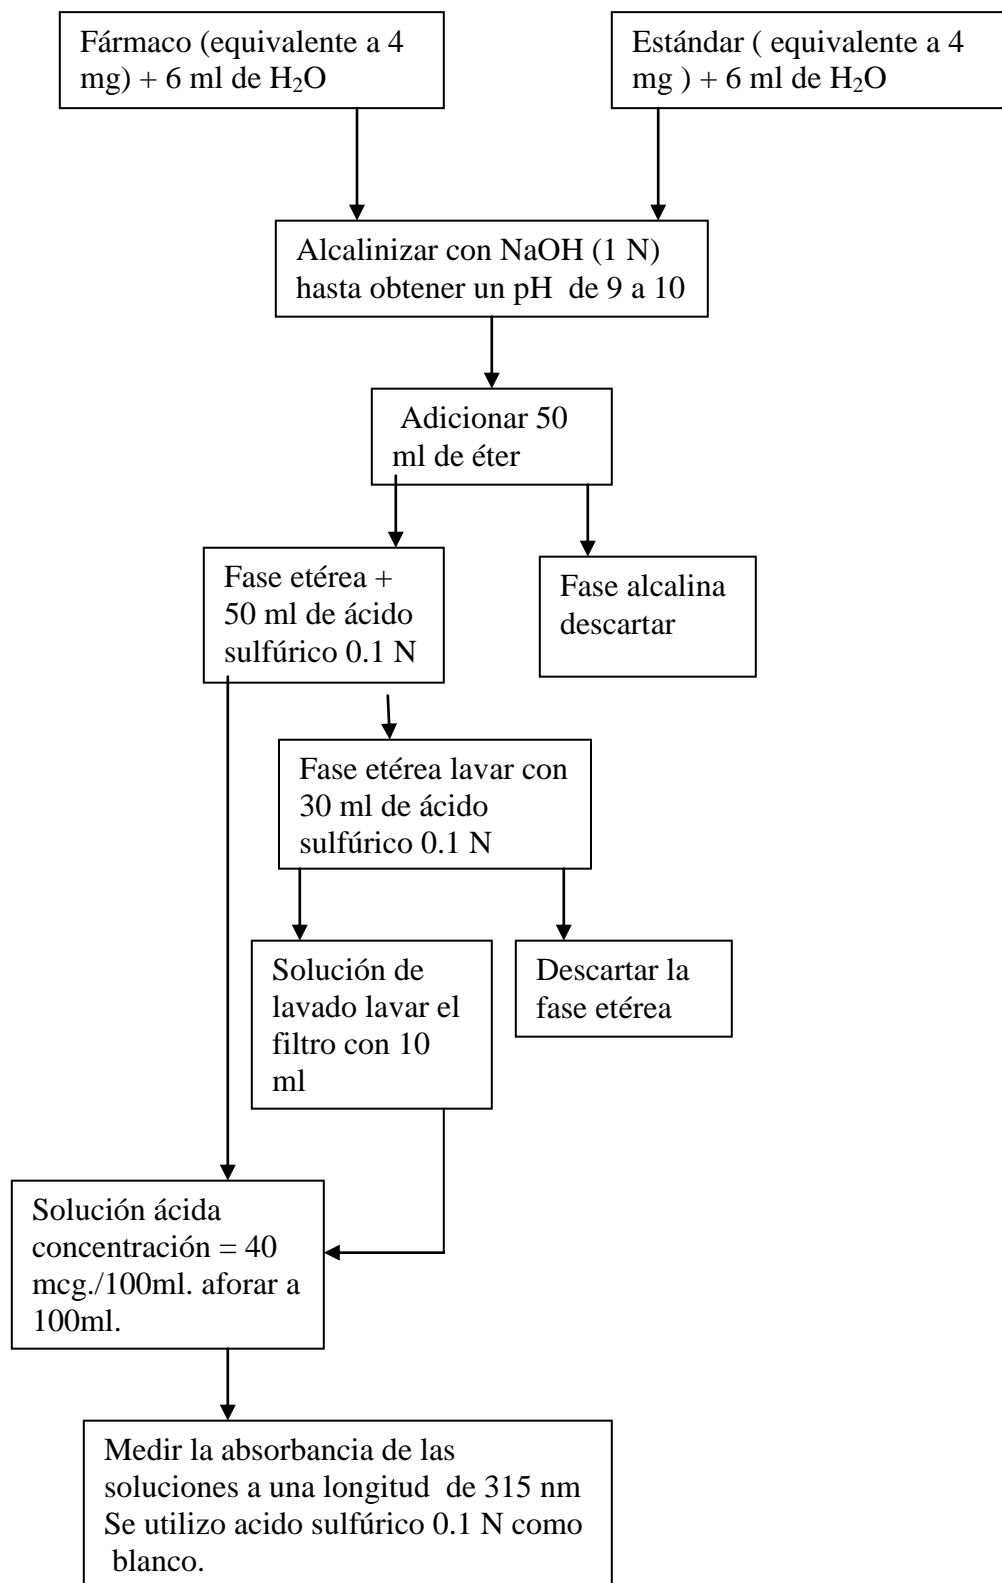 Fármaco (equivalente a 4
mg) + 6 ml de H₂O
Estándar ( equivalente a 4
mg ) + 6 ml de H₂O
Alcalinizar con NaOH (1 N)
hasta obtener un pH de 9 a 10
Adicionar 50
ml de éter
Fase etérea +
50 ml de ácido
sulfúrico 0.1 N
Fase alcalina
descartar
Fase etérea lavar con
30 ml de ácido
sulfúrico 0.1 N
Solución de
lavado lavar el
filtro con 10
ml
Descartar la
fase etérea
Solución ácida
concentración = 40
mcg./100ml. aforar a
100ml.
Medir la absorbancia de las
soluciones a una longitud de 315 nm
Se utilizo acido sulfúrico 0.1 N como
blanco.